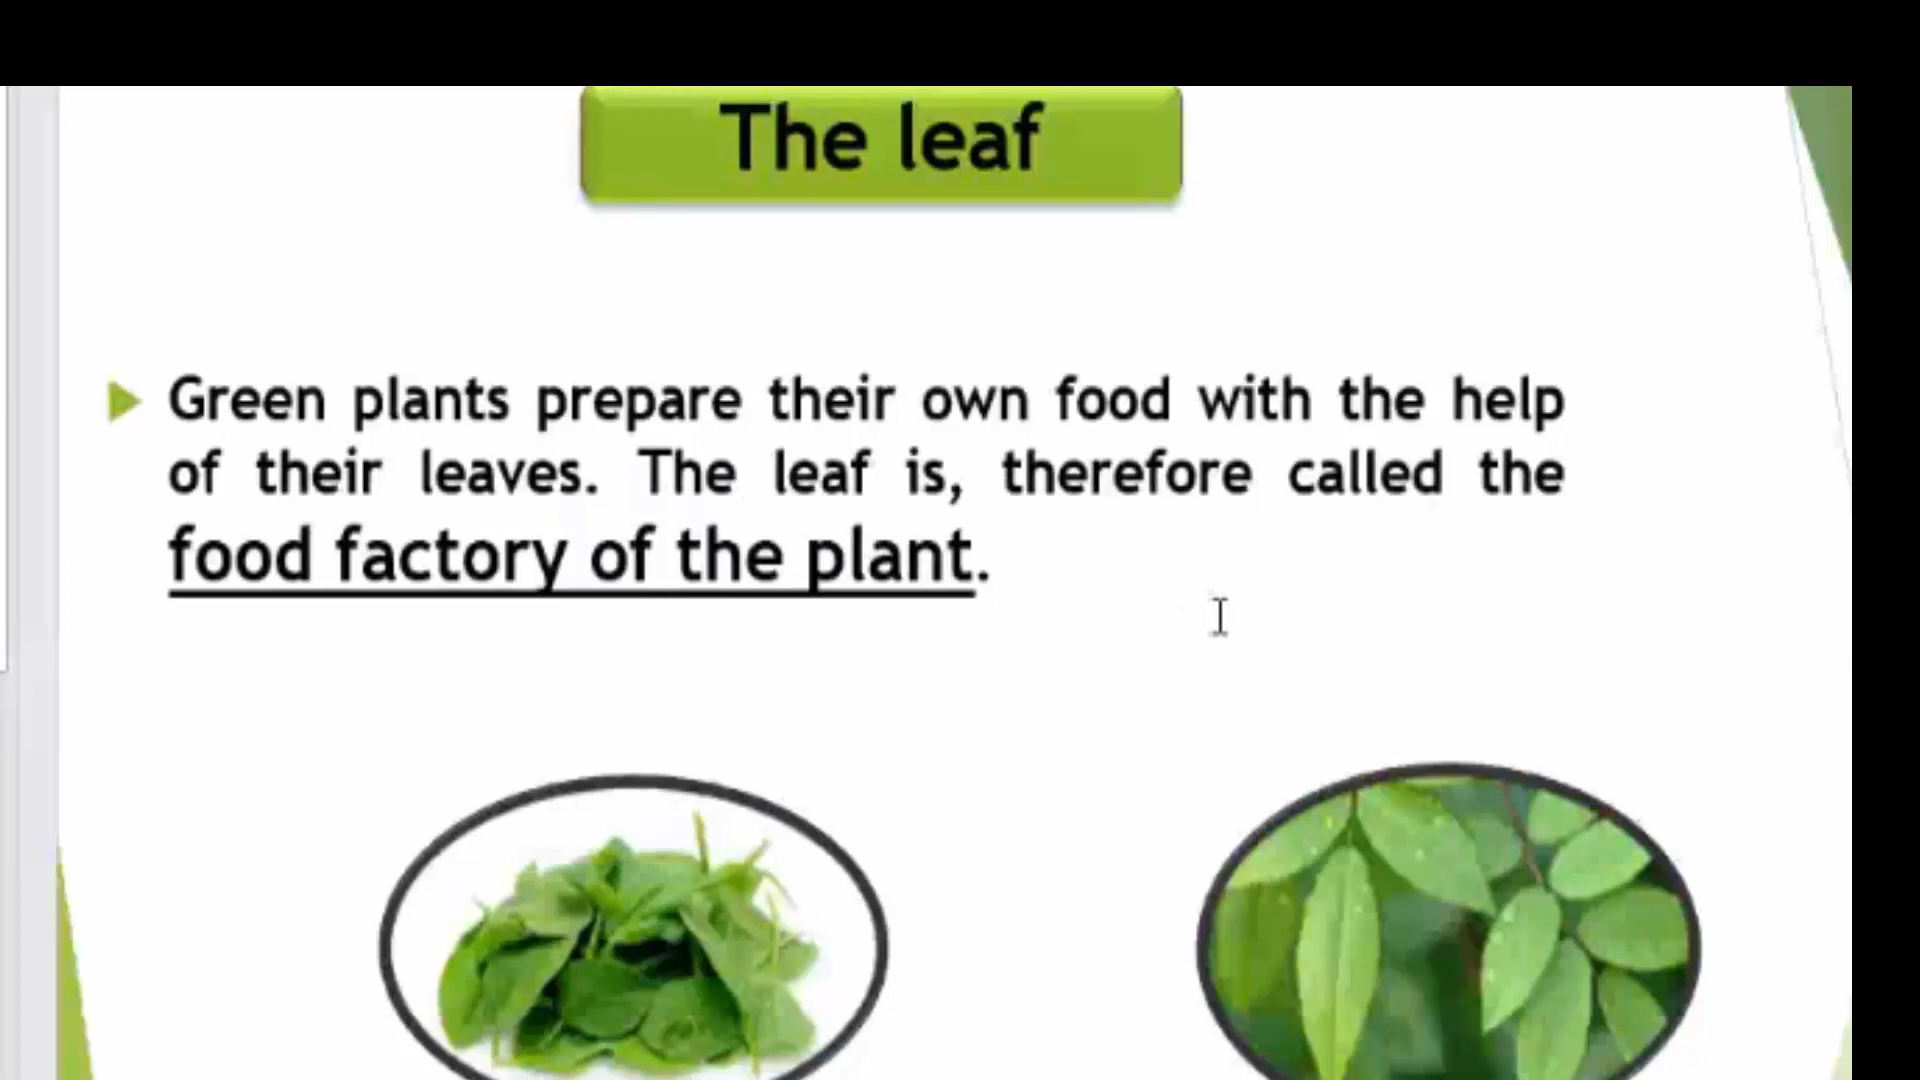 The leaf
Green plants prepare their own food with the help
of their leaves. The leaf is, therefore called the
food factory of the plant.